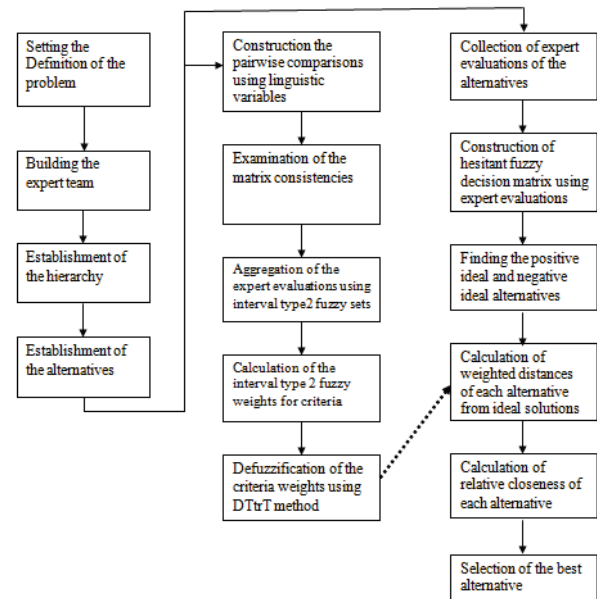 Setting the
Definition of the
problem
Building the
expert team
Establishment of
the hierarchy
Establishment of
the alternatives
Construction the
pairwise comparisons
using linguistic
variables
Examination of the
matrix consistencies
Aggregation of the
expert evaluations using
interval type2 fuzzy sets
Calculation of the
interval type 2 fuzzy
weights for criteria
Defuzzification of the
criteria weights using
DTtrT method
Collection of expert
evaluations of the
alternatives
Construction of
hesitant fuzzy
decision matrix using
expert evaluations
Finding the positive
ideal and negative
ideal alternatives
Calculation of
weighted distances
of each alternative
from ideal solutions
Calculation of
relative closeness of
each alternative
Selection of the best
alternative